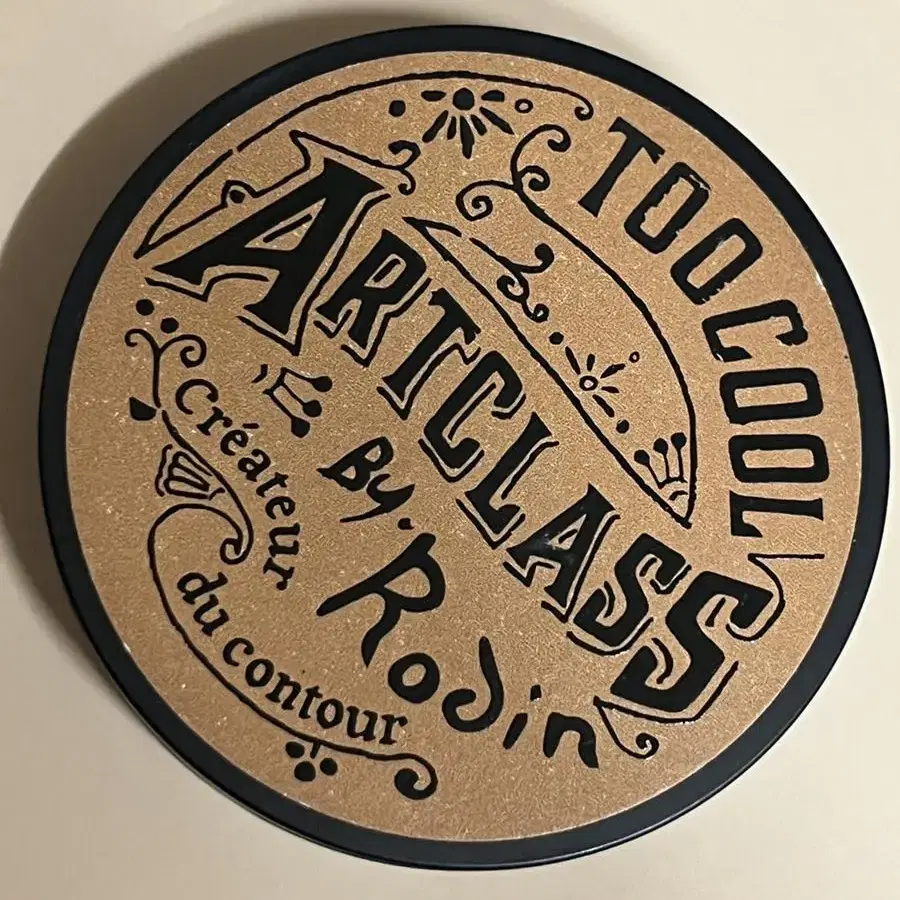 TOO COOL
ARTCLASS
By. Rodin
Créateur
du contour